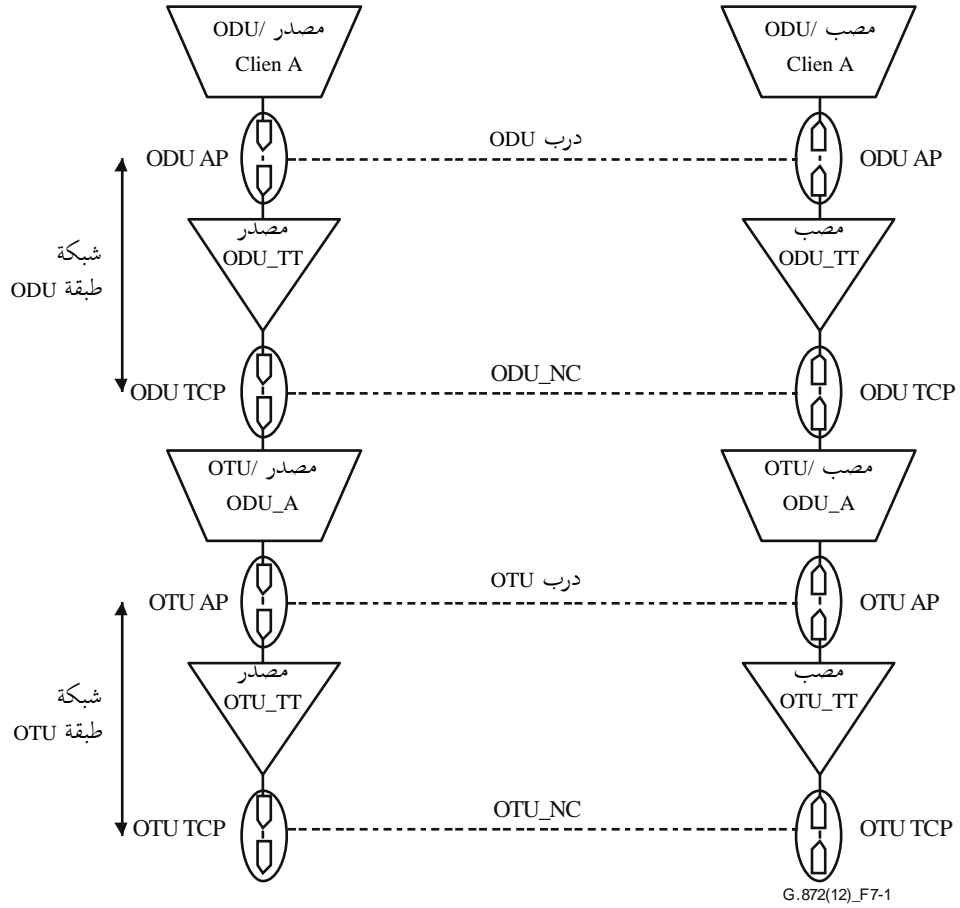 مصدر ODU/
Clien A
مصب ODU/
Clien A
ODU AP
درب ODU
ODU AP
مصدر
ODU_TT
مصب
ODU_TT
شبكة
طبقة ODU
ODU TCP
ODU_NC
ODU TCP
مصدر OTU/
ODU_A
مصب OTU/
ODU_A
OTU AP
درب OTU
OTU AP
مصدر
OTU_TT
مصب
OTU_TT
شبكة
طبقة OTU
OTU TCP
OTU_NC
OTU TCP
G.872(12)_F7-1